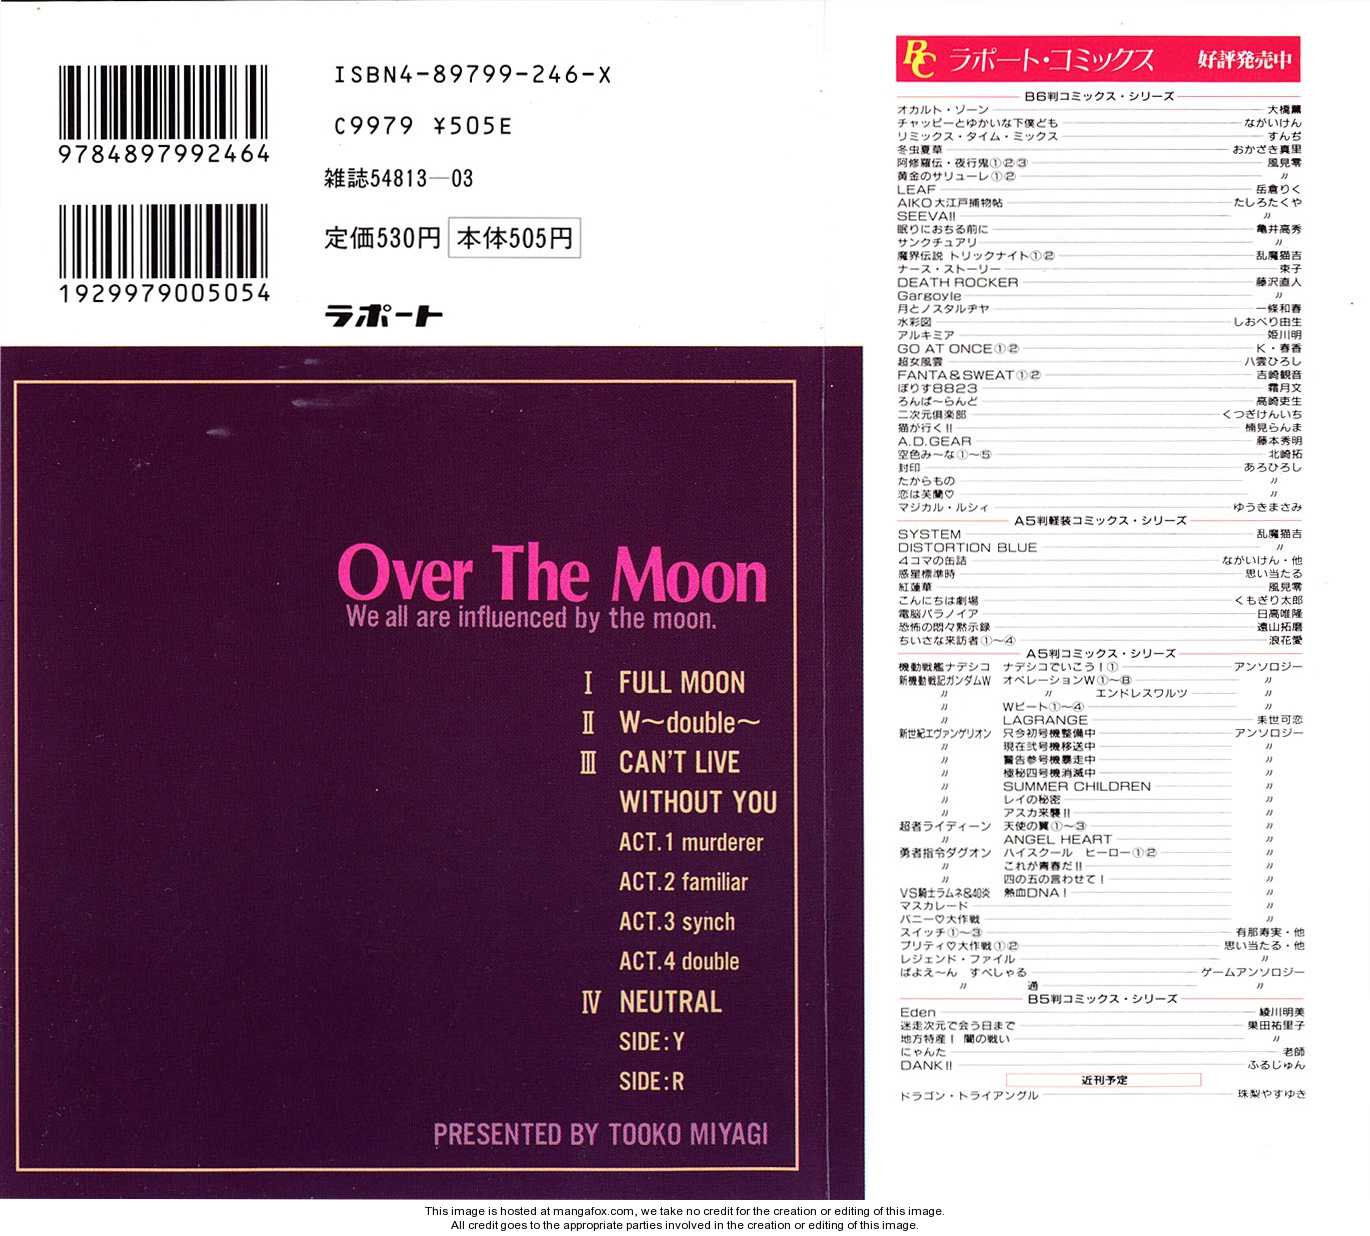 9784897992464
1929979005054
ISBN4-89799-246-X
C9979 ¥505E
雑誌54813—03
定価530円 本体505円
ラポート
Over The Moon
We all are influenced by the moon.
Ⅰ FULL MOON
Ⅱ W～double～
Ⅲ CAN'T LIVE
WITHOUT YOU
ACT.1 murderer
ACT.2 familiar
ACT.3 synch
ACT.4 double
Ⅳ NEUTRAL
SIDE:Y
SIDE:R
PRESENTED BY TOOKO MIYAGI
RC ラポート・コミックス 好評発売中
B6判コミックス・シリーズ
オカルト・ゾーン 大橋薫
チャッピーとゆかいな下僕ども ながいけん
リミックス・タイム・ミックス すんぢ
冬虫夏草 おかざき真里
阿修羅伝・夜行鬼①②③ 風見零
黄金のサリューレ①② 〃
LEAF 岳倉りく
AIKO大江戸捕物帖 たしろたくや
SEEVA!! 〃
眠りにおちる前に 亀井高秀
サンクチュアリ 〃
魔界伝説 トリックナイト①② 乱魔猫吉
ナース・ストーリー 束子
DEATH ROCKER 藤沢直人
Gargoyle 〃
月とノスタルヂヤ 一條和春
水彩図 しおべり由生
アルキミア 姫川明
GO AT ONCE①② K・春香
超女風雲 八雲ひろし
FANTA&SWEAT①② 吉崎観音
ぽりす8823 霜月文
ろんぱ～らんど 高崎吏生
二次元倶楽部 くつぎけんいち
猫が行く!! 楠見らんま
A.D.GEAR 藤本秀明
空色み～な①～⑤ 北崎拓
封印 あろひろし
たからもの 〃
恋は笑蘭♡ 〃
マジカル・ルシィ ゆうきまさみ
A5判軽装コミックス・シリーズ
SYSTEM 乱魔猫吉
DISTORTION BLUE 〃
4コマの缶詰 ながいけん・他
惑星標準時 思い当たる
紅蓮華 風見零
こんにちは劇場 くもぎり太郎
電脳パラノイア 日高唯隆
恐怖の悶々黙示録 遠山拓磨
ちいさな来訪者①～④ 浪花愛
A5判コミックス・シリーズ
機動戦艦ナデシコ ナデシコでいこう！① アンソロジー
新機動戦記ガンダムW オペレーションW①～⑧ 〃
〃 〃 エンドレスワルツ 〃
〃 Wビート①～④ 〃
〃 LAGRANGE 来世可恋
新世紀エヴァンゲリオン 只今初号機整備中 アンソロジー
〃 現在弐号機移送中 〃
〃 警告参号機暴走中 〃
〃 極秘四号機消滅中 〃
〃 SUMMER CHILDREN 〃
〃 レイの秘密 〃
〃 アスカ来襲!! 〃
超者ライディーン 天使の翼①～③ 〃
〃 ANGEL HEART 〃
勇者指令ダグオン ハイスクール ヒーロー①② 〃
〃 これが青春だ!! 〃
〃 四の五の言わせて！ 〃
VS騎士ラムネ&40炎 熱血DNA！ 〃
マスカレード 〃
バニー♡大作戦 〃
スイッチ①～③ 有那寿実・他
プリティ♡大作戦①② 思い当たる・他
レジェンド・ファイル 〃
ぱよえ～ん すぺしゃる ゲームアンソロジー
〃 通 〃
B5判コミックス・シリーズ
Eden 綾川明美
迷走次元で会う日まで 栗田祐里子
地方特産！ 闇の戦い 〃
にゃんた 老師
DANK!! ふるじゅん
近刊予定
ドラゴン・トライアングル 珠梨やすゆき
This image is hosted at mangafox.com, we take no credit for the creation or editing of this image.
All credit goes to the appropriate parties involved in the creation or editing of this image.